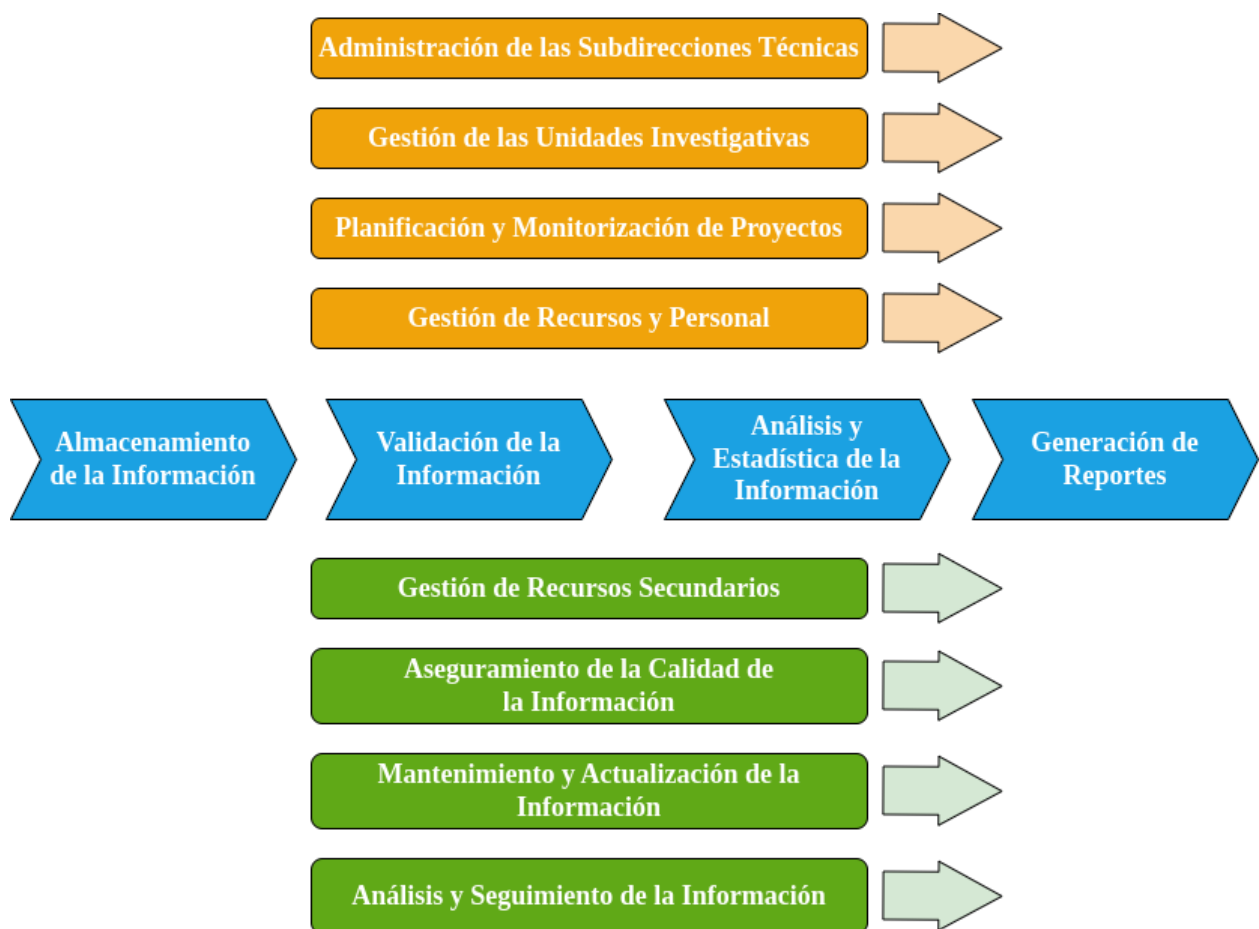 Administración de las Subdirecciones Técnicas
Gestión de las Unidades Investigativas
Planificación y Monitorización de Proyectos
Gestión de Recursos y Personal
Almacenamiento
de la Información
Validación de la
Información
Análisis y
Estadística de la
Información
Generación de
Reportes
Gestión de Recursos Secundarios
Aseguramiento de la Calidad de
la Información
Mantenimiento y Actualización de la
Información
Análisis y Seguimiento de la Información